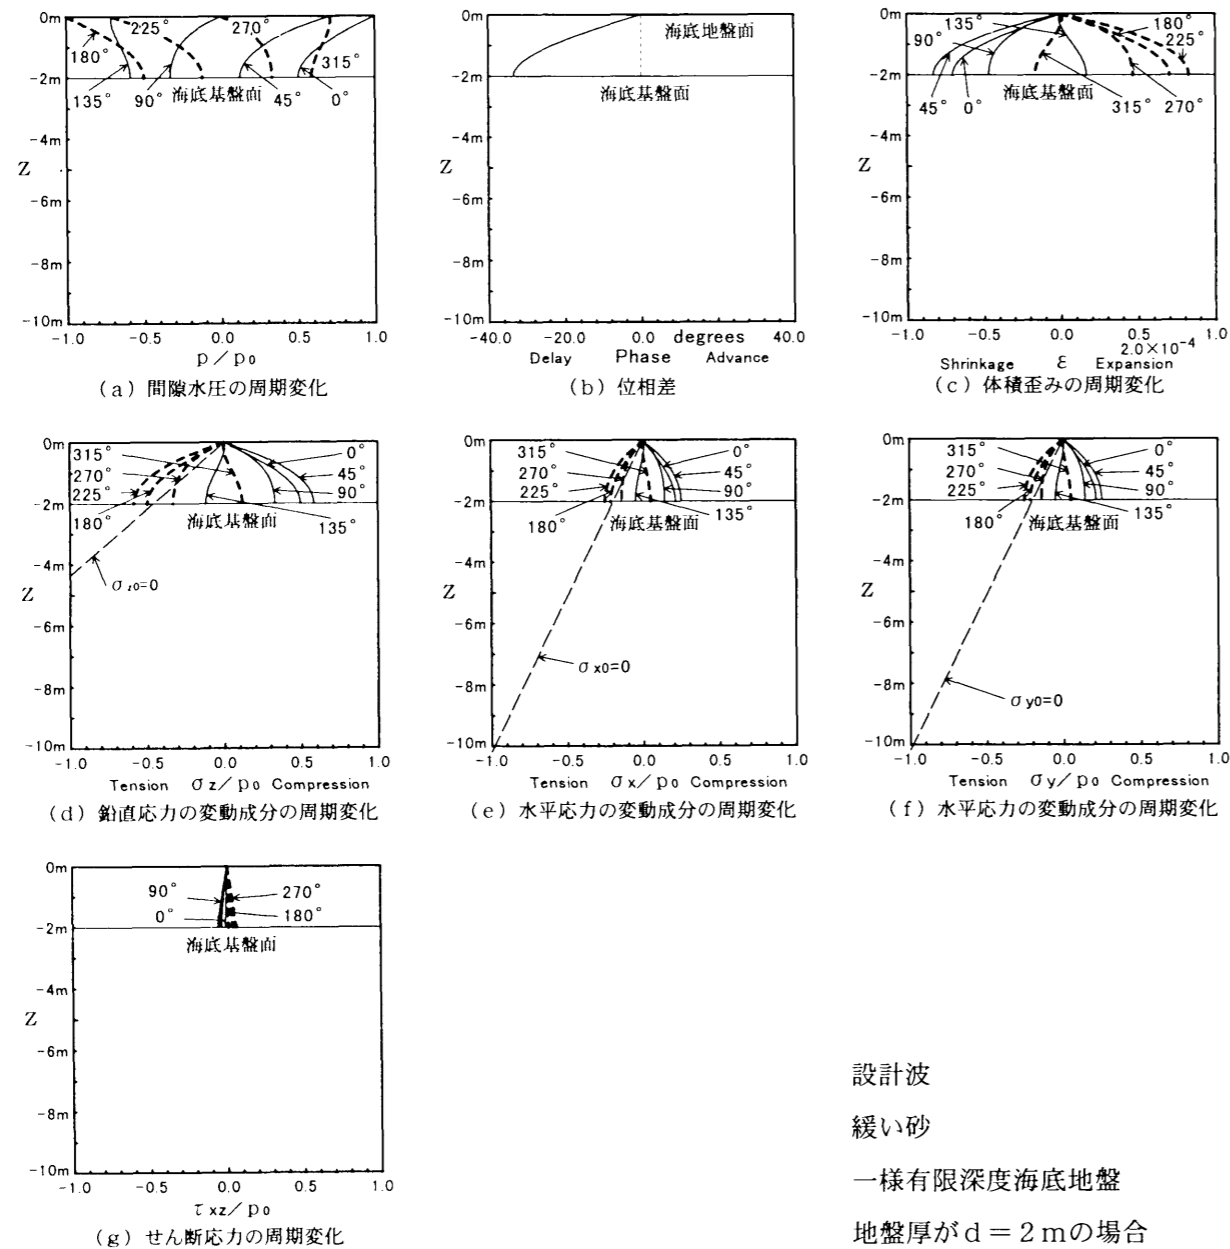 0m
-2m
-4m
-6m
-8m
-10m
Z
180°
225°
270°
315°
135°
90°
45°
0°
海底基盤面
-1.0 -0.5 0.0 0.5 1.0
p/p0
(a) 間隙水圧の周期変化
0m
-2m
-4m
-6m
-8m
-10m
Z
海底地盤面
海底基盤面
-40.0 -20.0 0.0 degrees 40.0
Delay Phase Advance
(b) 位相差
0m
-2m
-4m
-6m
-8m
-10m
Z
135°
90°
180°
225°
45°
0°
315°
270°
海底基盤面
-1.0 -0.5 0.0 0.5 1.0
2.0×10⁻⁴
Shrinkage ε Expansion
(c) 体積歪みの周期変化
0m
-2m
-4m
-6m
-8m
-10m
Z
315°
270°
225°
180°
0°
45°
90°
135°
海底基盤面
σz0=0
-1.0 -0.5 0.0 0.5 1.0
Tension σz/p0 Compression
(d) 鉛直応力の変動成分の周期変化
0m
-2m
-4m
-6m
-8m
-10m
Z
315°
270°
225°
180°
0°
45°
90°
135°
海底基盤面
σx0=0
-1.0 -0.5 0.0 0.5 1.0
Tension σx/p0 Compression
(e) 水平応力の変動成分の周期変化
0m
-2m
-4m
-6m
-8m
-10m
Z
315°
270°
225°
180°
0°
45°
90°
135°
海底基盤面
σy0=0
-1.0 -0.5 0.0 0.5 1.0
Tension σy/p0 Compression
(f) 水平応力の変動成分の周期変化
0m
-2m
-4m
-6m
-8m
-10m
Z
90°
0°
270°
180°
海底基盤面
-1.0 -0.5 0.0 0.5 1.0
τxz/p0
(g) せん断応力の周期変化
設計波
緩い砂
一様有限深度海底地盤
地盤厚がd=2mの場合